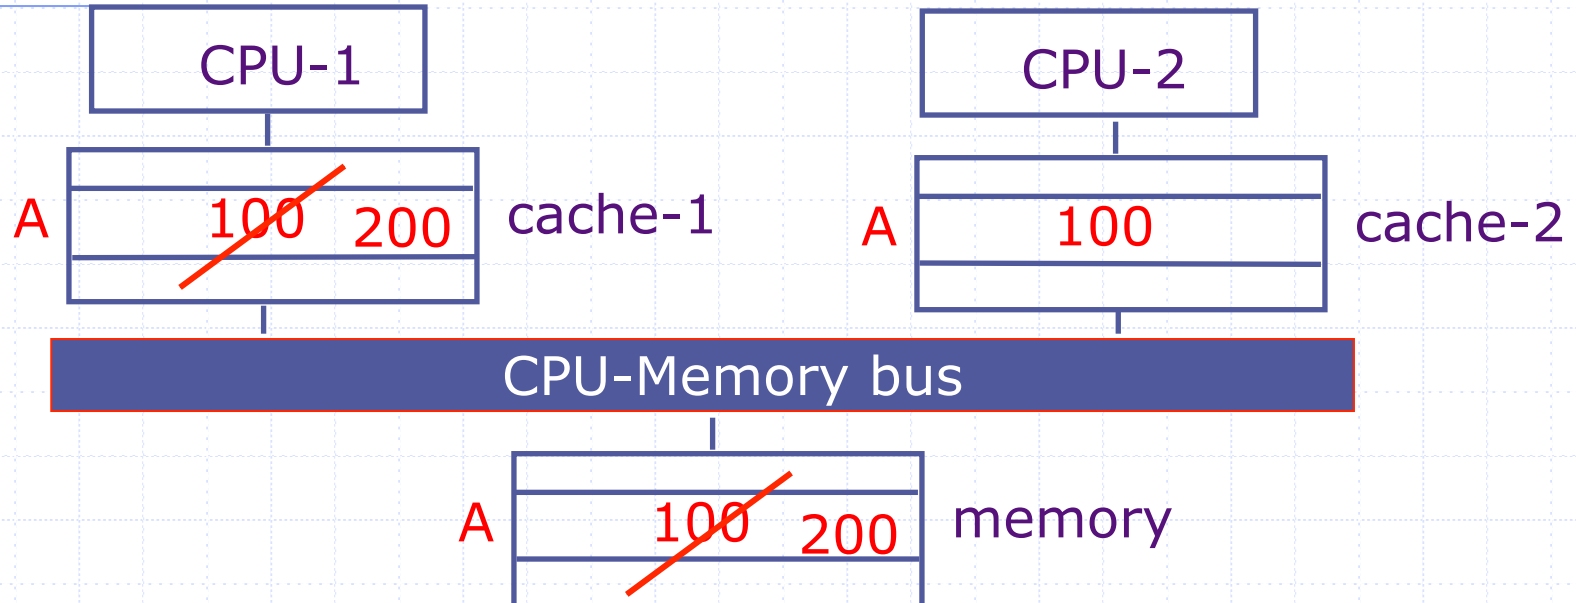 CPU-1
CPU-2
A 100 200 cache-1
A 100 cache-2
CPU-Memory bus
A 100 200 memory